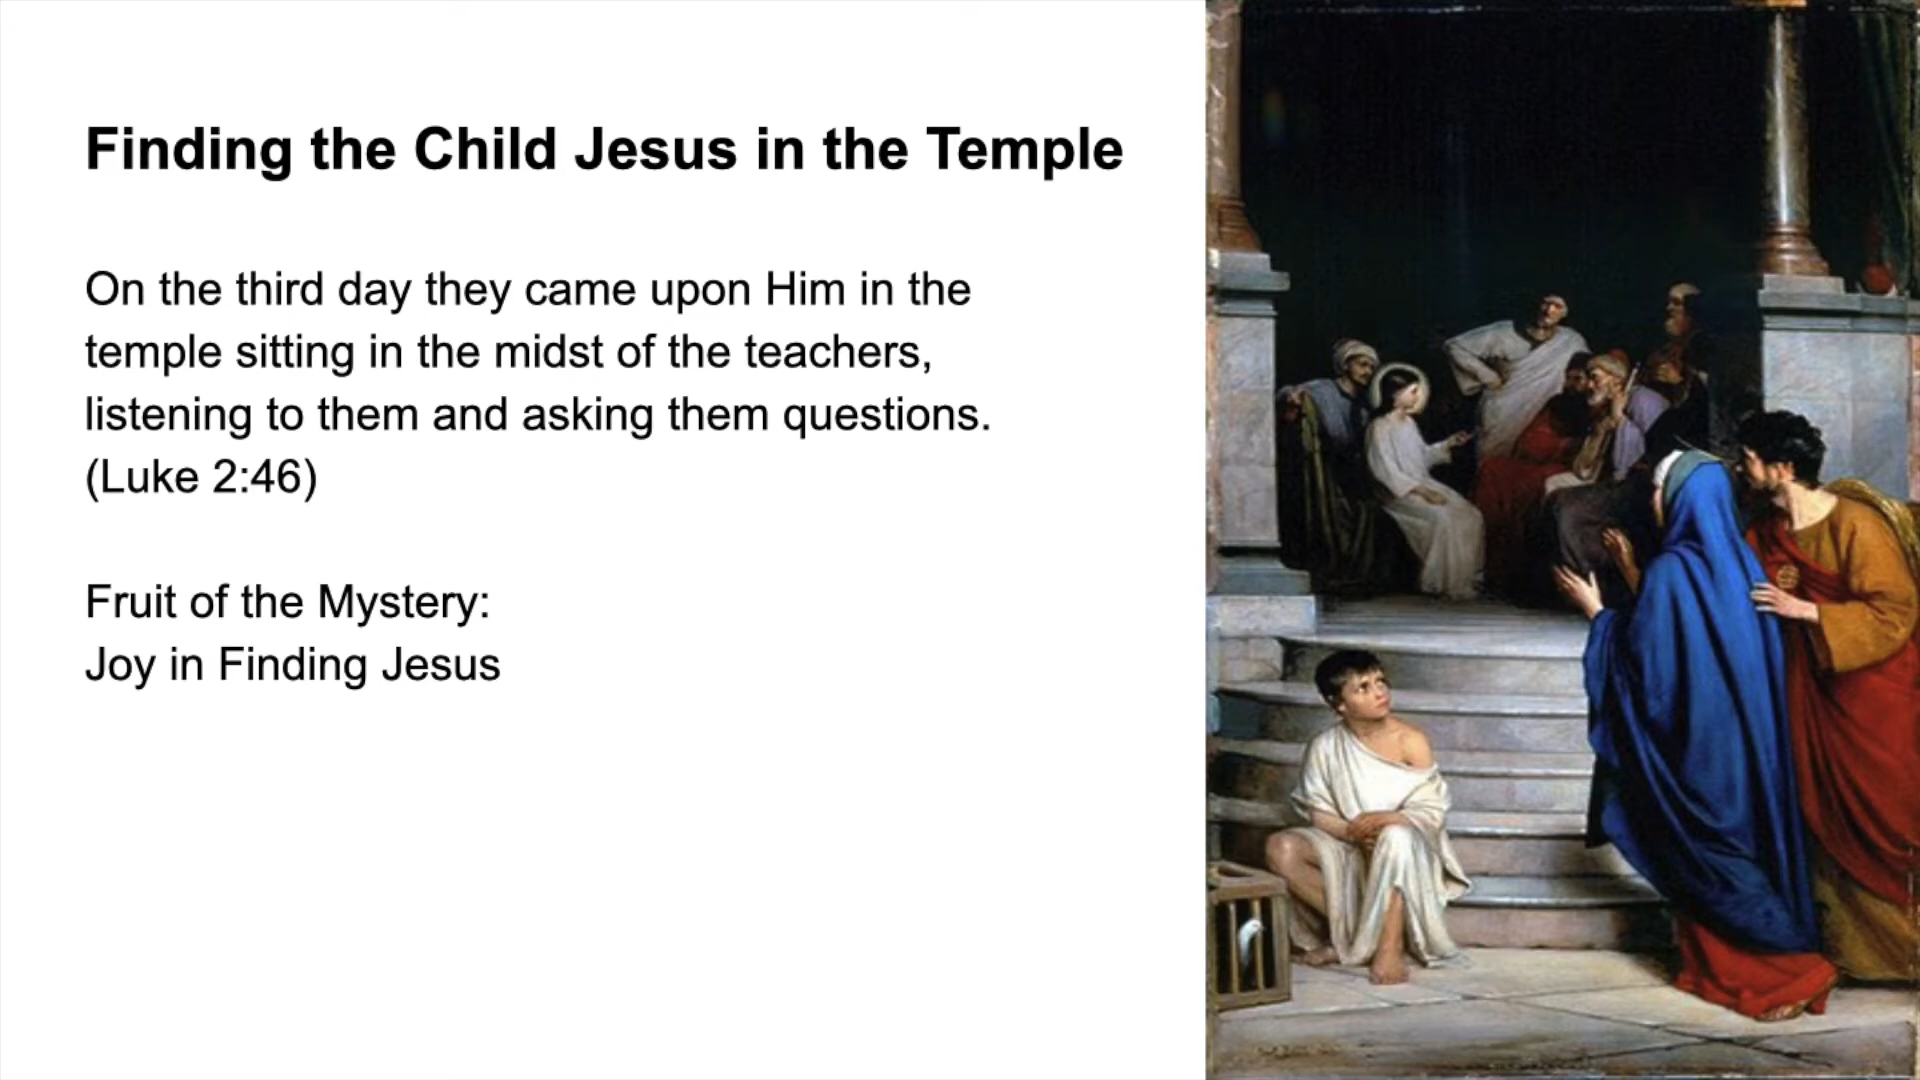 Finding the Child Jesus in the Temple
On the third day they came upon Him in the
temple sitting in the midst of the teachers,
listening to them and asking them questions.
(Luke 2:46)
Fruit of the Mystery:
Joy in Finding Jesus